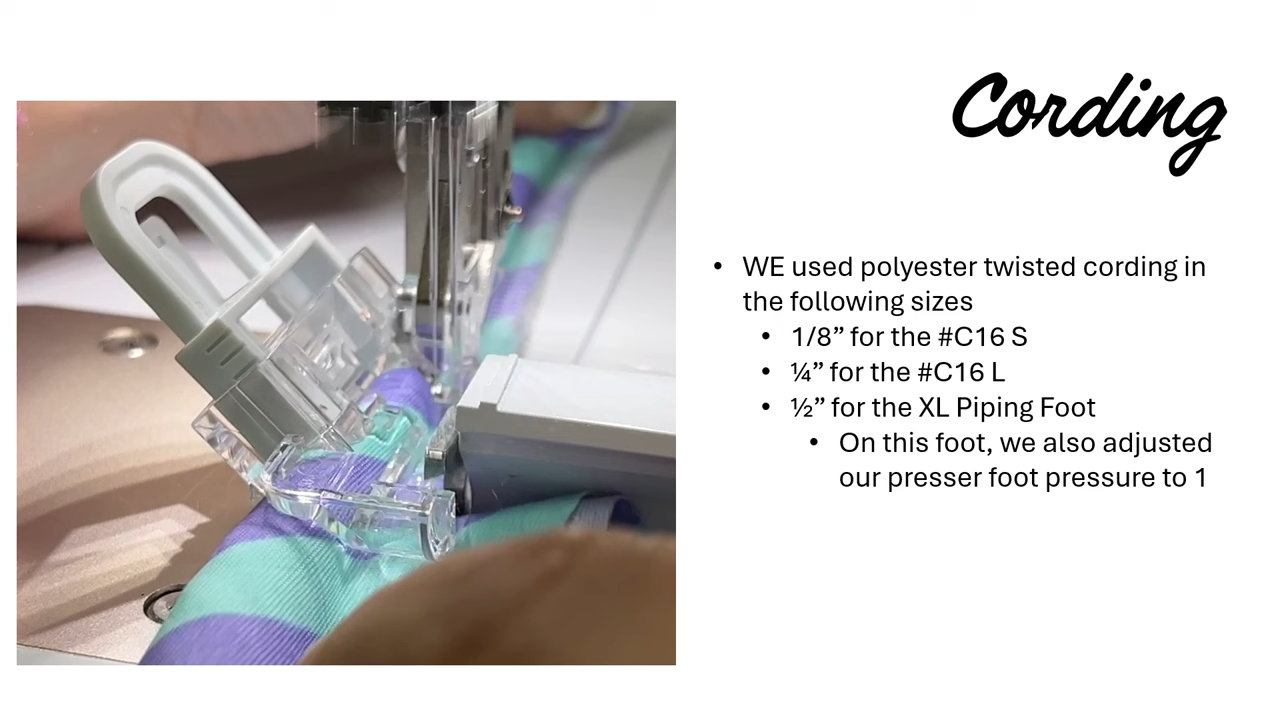 Cording
• WE used polyester twisted cording in
the following sizes
• 1/8” for the #C16 S
• ¼” for the #C16 L
• ½” for the XL Piping Foot
• On this foot, we also adjusted
our presser foot pressure to 1